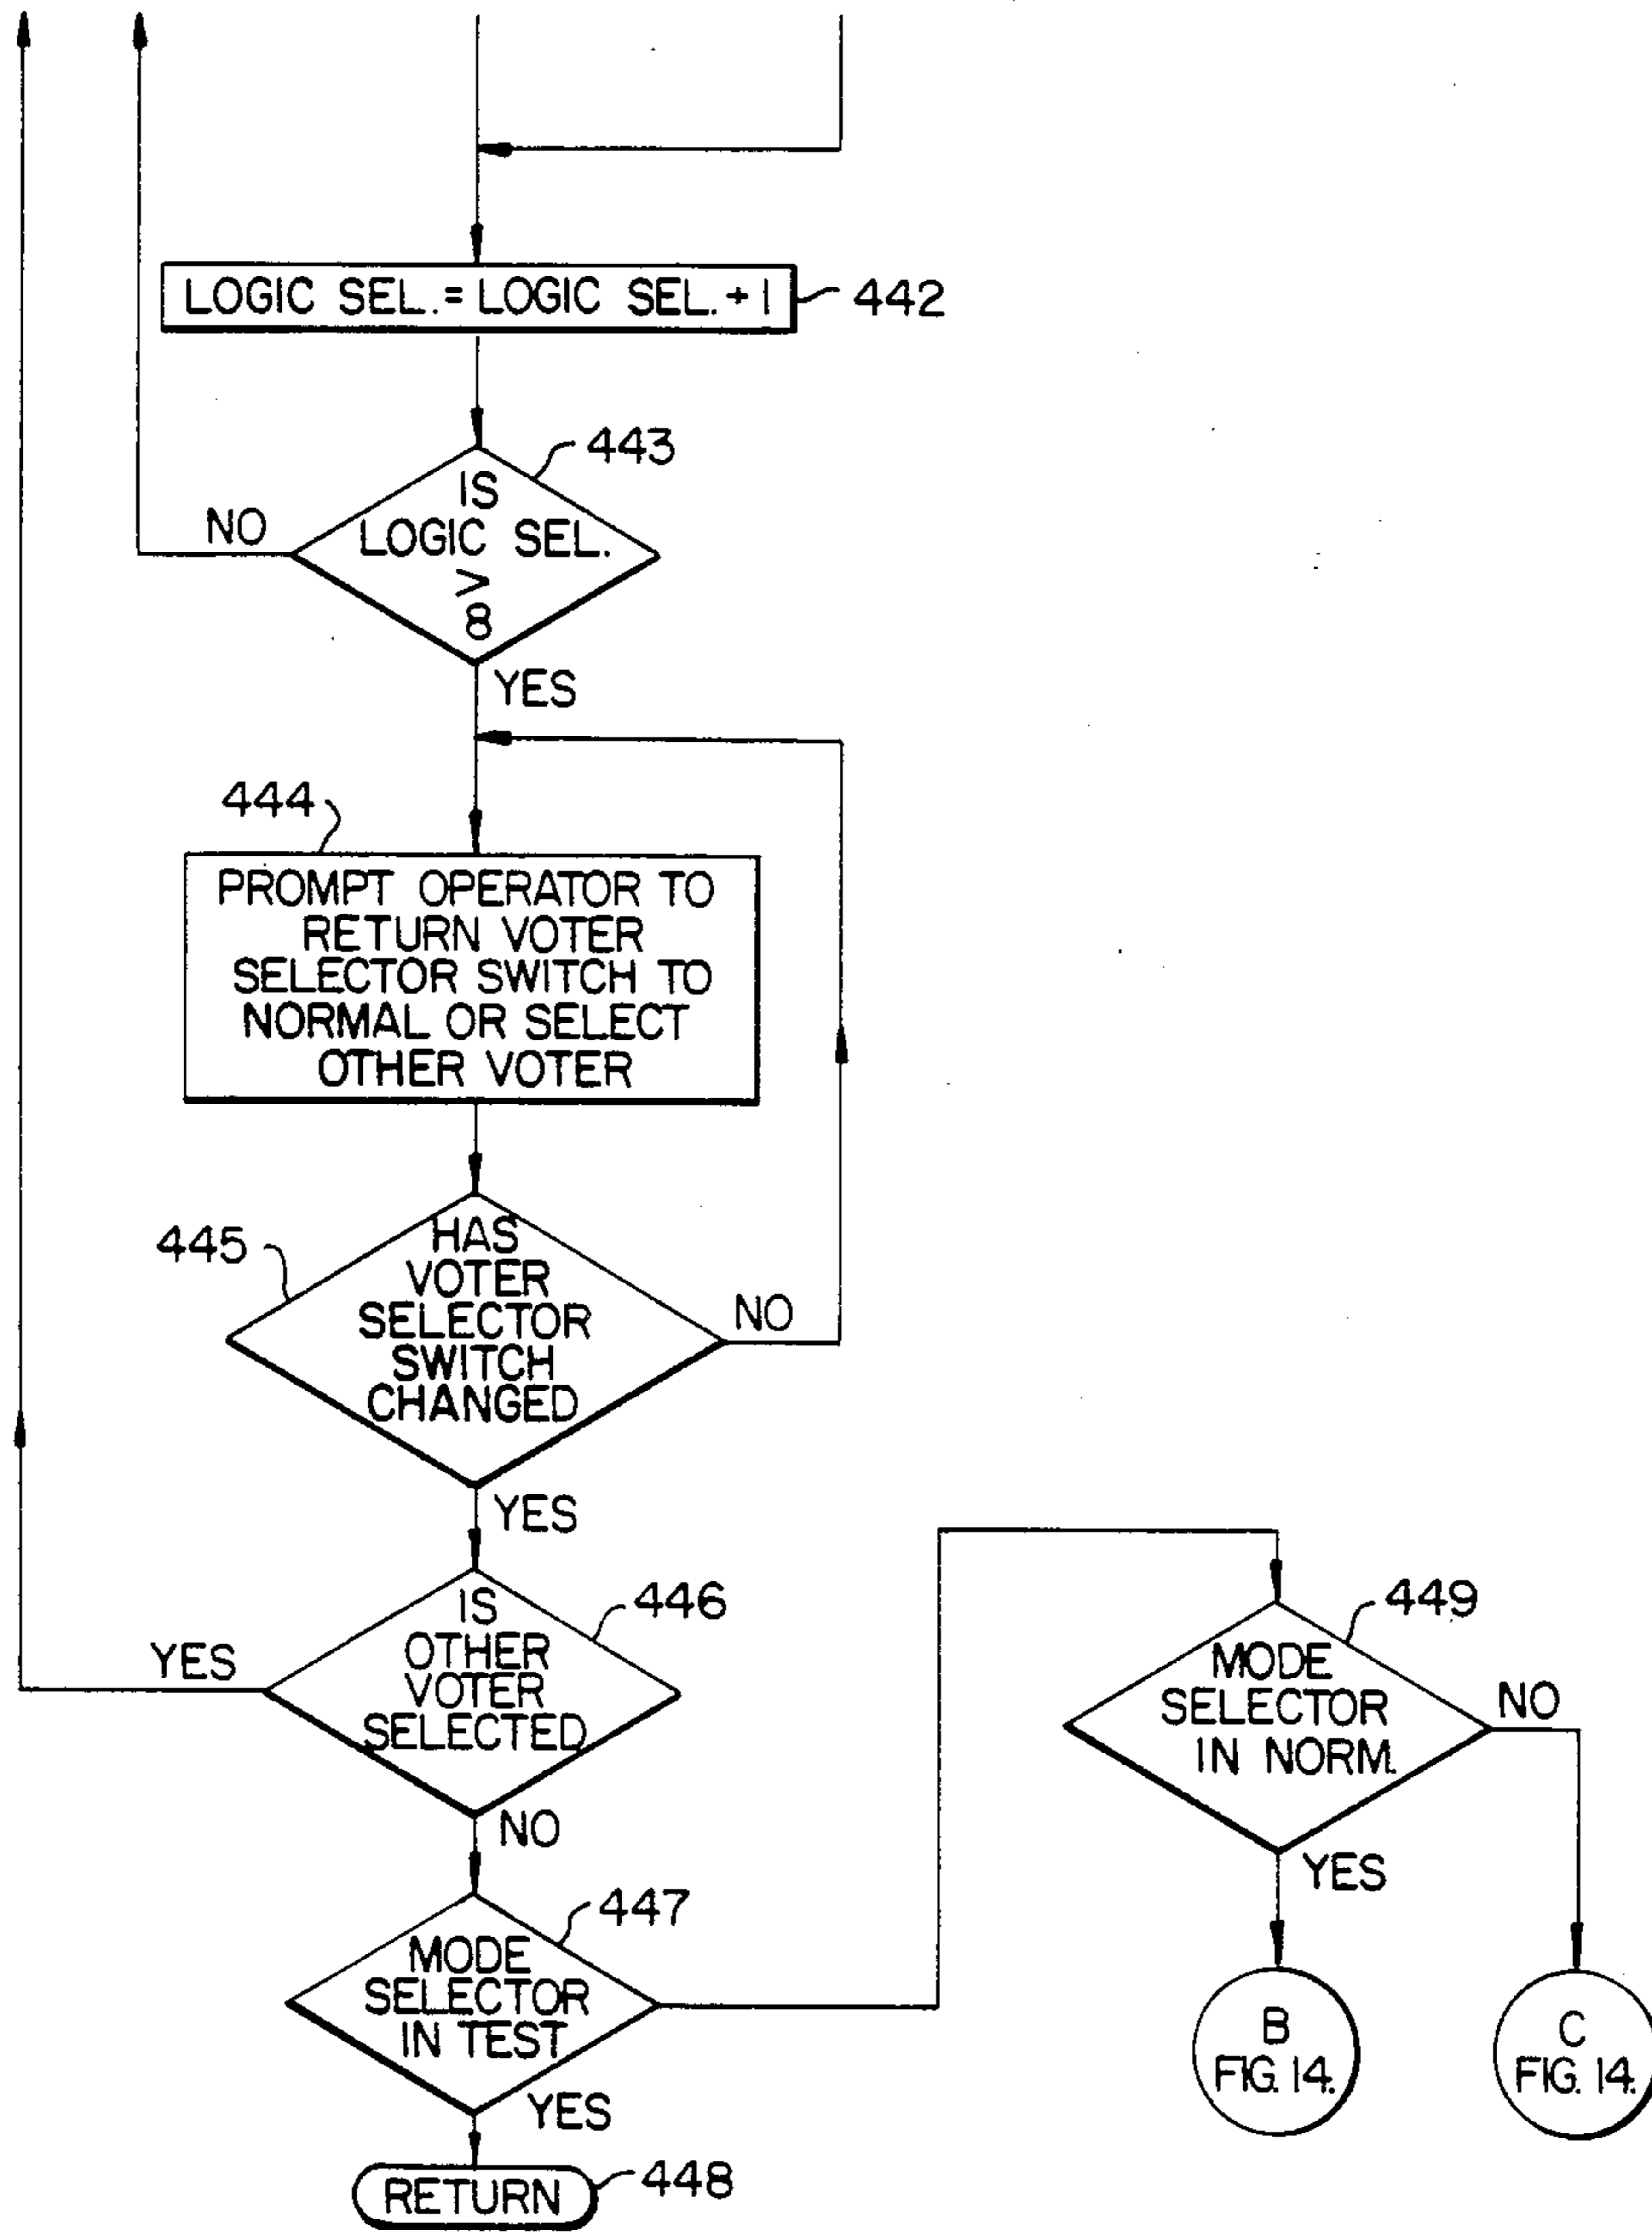 LOGIC SEL. = LOGIC SEL. + 1
442
443
IS
LOGIC SEL.
>
8
NO
YES
444
PROMPT OPERATOR TO
RETURN VOTER
SELECTOR SWITCH TO
NORMAL OR SELECT
OTHER VOTER
445
HAS
VOTER
SELECTOR
SWITCH
CHANGED
NO
YES
446
IS
OTHER
VOTER
SELECTED
YES
NO
447
MODE
SELECTOR
IN TEST
YES
RETURN
448
449
MODE
SELECTOR
IN NORM.
NO
YES
B
FIG. 14.
C
FIG. 14.